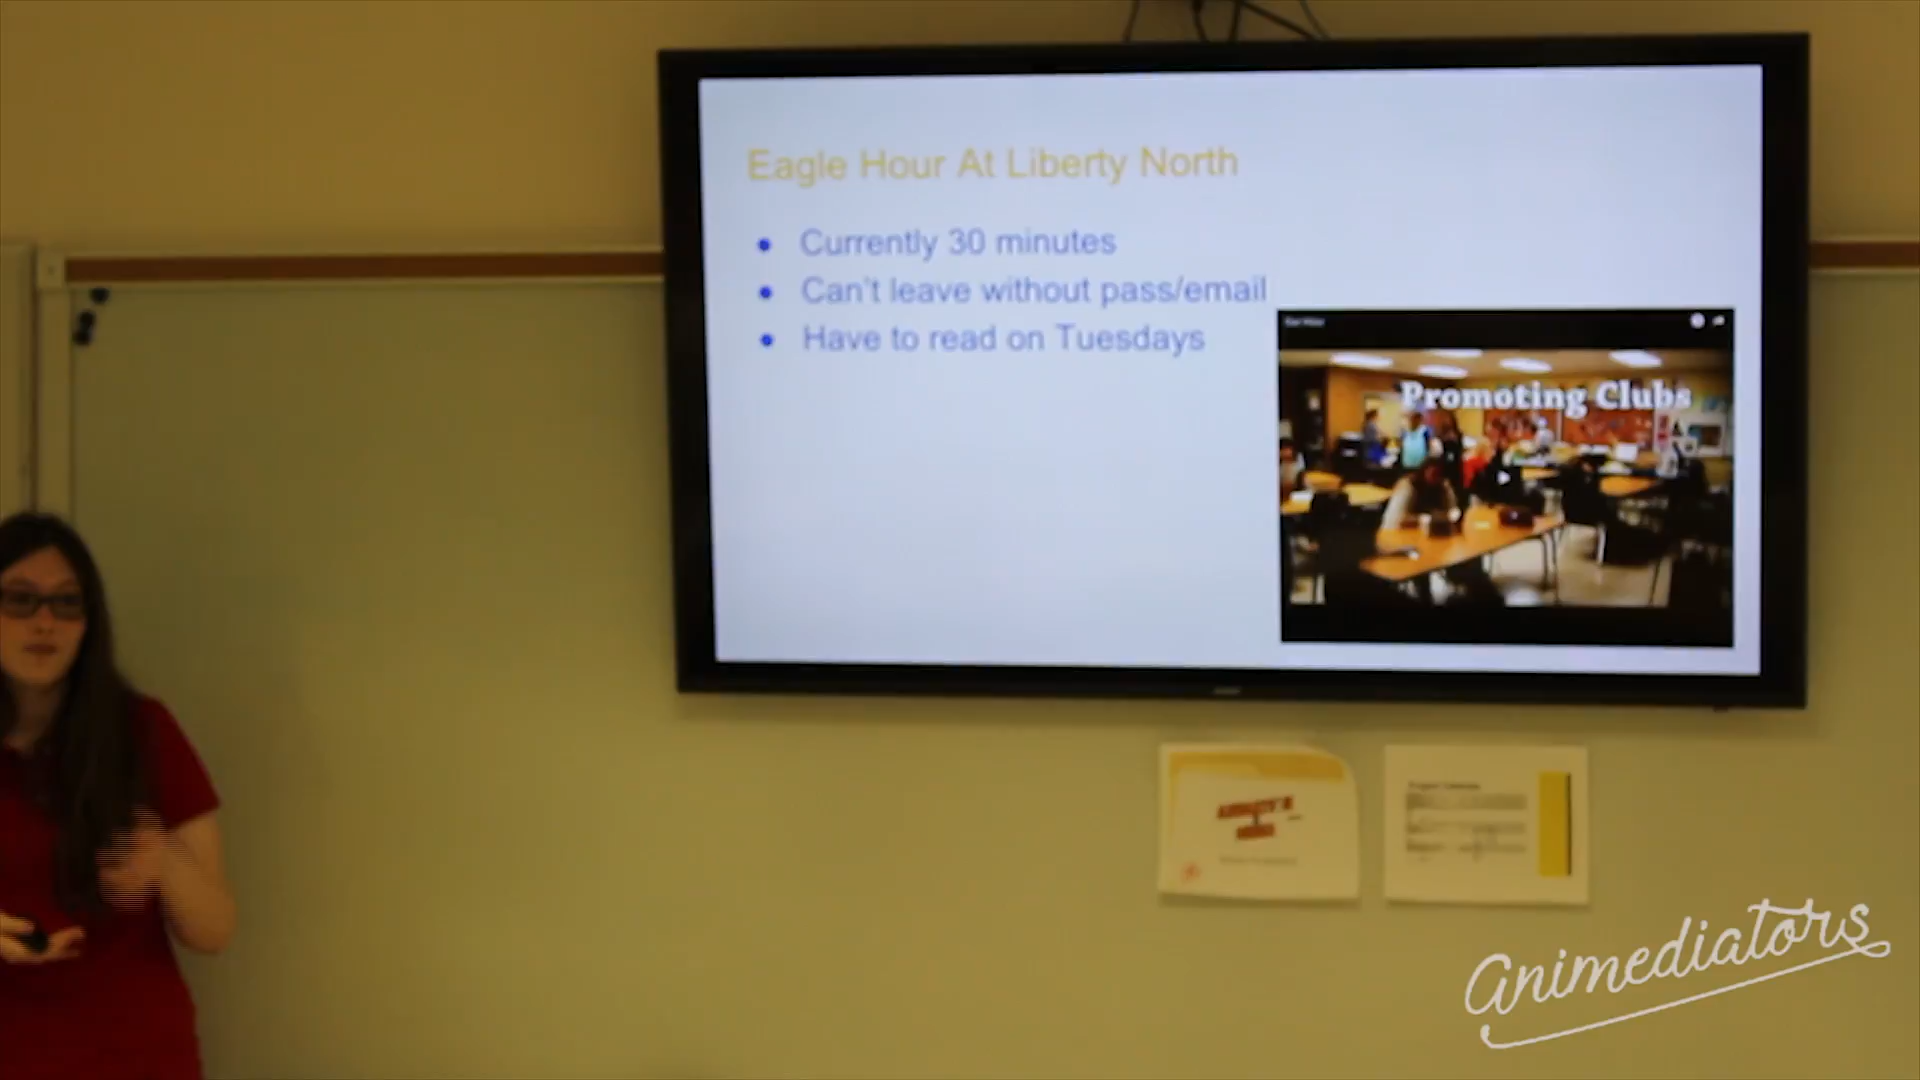 Eagle Hour At Liberty North
Currently 30 minutes
Can't leave without pass/email
Have to read on Tuesdays
Promoting Clubs
Animediators